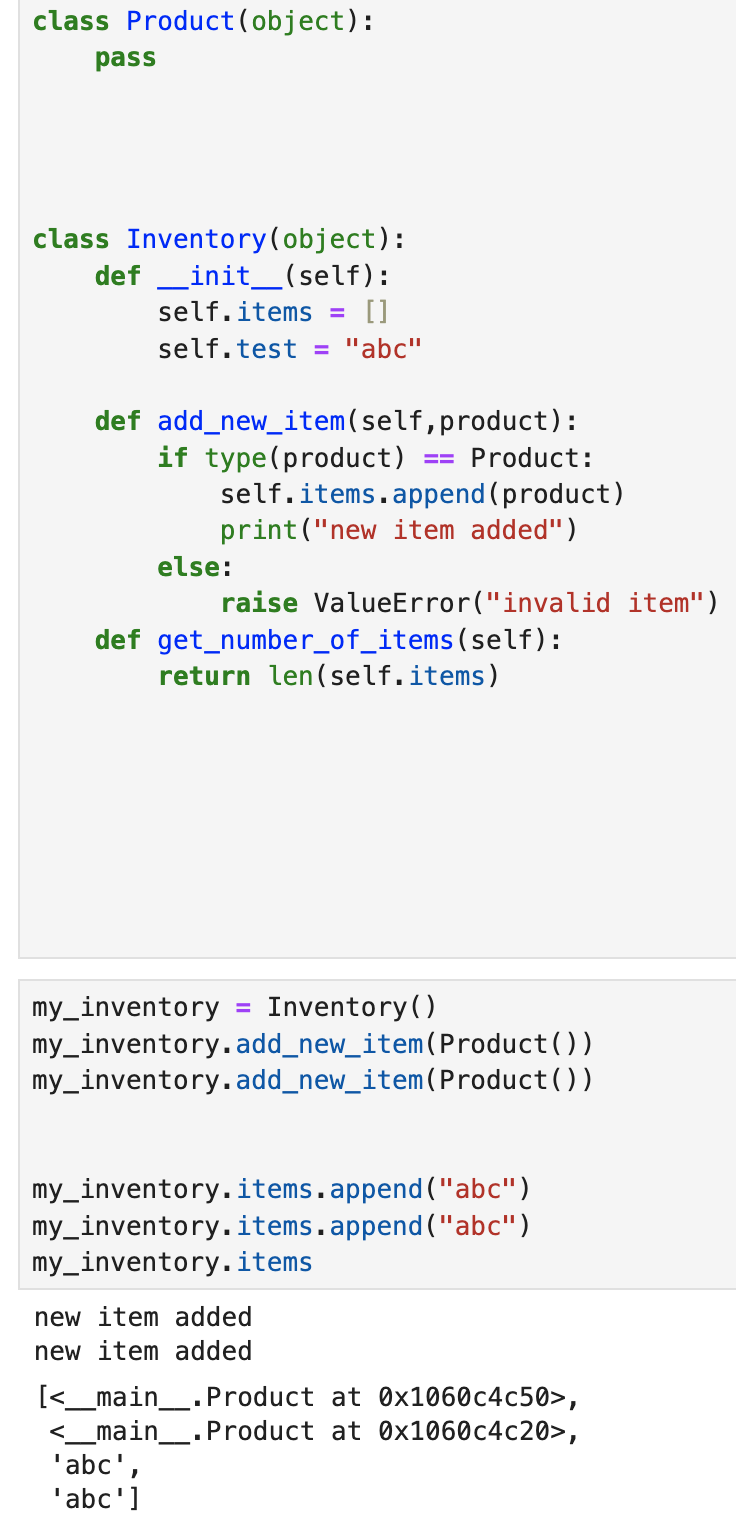 class Product(object):
    pass
class Inventory(object):
    def __init__(self):
        self.items = []
        self.test = "abc"
    def add_new_item(self,product):
        if type(product) == Product:
            self.items.append(product)
            print("new item added")
        else:
            raise ValueError("invalid item")
    def get_number_of_items(self):
        return len(self.items)
my_inventory = Inventory()
my_inventory.add_new_item(Product())
my_inventory.add_new_item(Product())
my_inventory.items.append("abc")
my_inventory.items.append("abc")
my_inventory.items
new item added
new item added
[<__main__.Product at 0x1060c4c50>,
 <__main__.Product at 0x1060c4c20>,
 'abc',
 'abc']